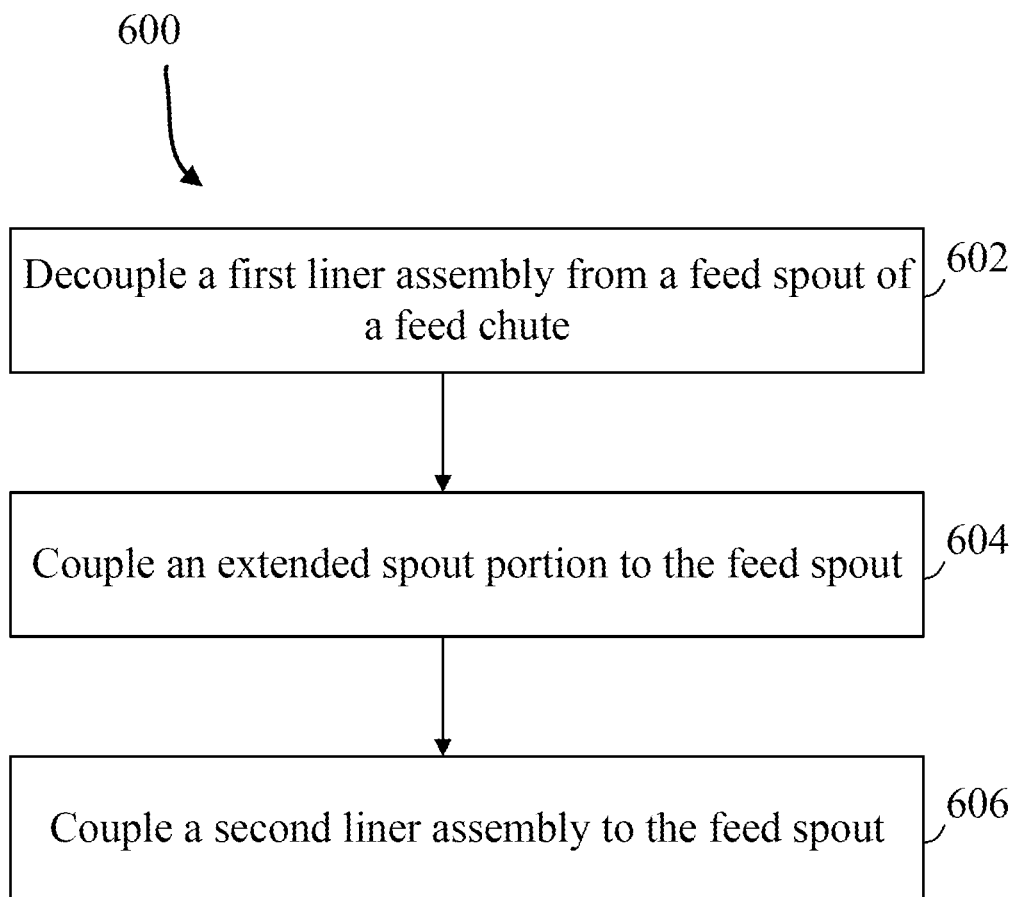 600
Decouple a first liner assembly from a feed spout of
a feed chute
602
Couple an extended spout portion to the feed spout
604
Couple a second liner assembly to the feed spout
606